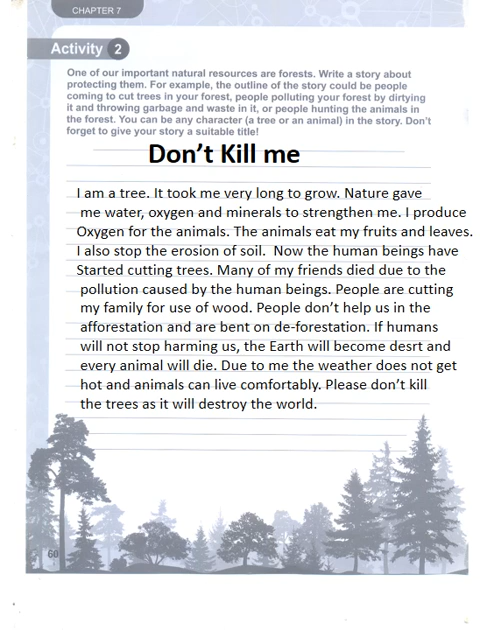 CHAPTER 7
Activity 2
One of our important natural resources are forests. Write a story about
protecting them. For example, the outline of the story could be people
coming to cut trees in your forest, people polluting your forest by dirtying
it and throwing garbage and waste in it, or people hunting the animals in
the forest. You can be any character (a tree or an animal) in the story. Don't
forget to give your story a suitable title!
Don't Kill me
I am a tree. It took me very long to grow. Nature gave
me water, oxygen and minerals to strengthen me. I produce
Oxygen for the animals. The animals eat my fruits and leaves.
I also stop the erosion of soil. Now the human beings have
Started cutting trees. Many of my friends died due to the
pollution caused by the human beings. People are cutting
my family for use of wood. People don't help us in the
afforestation and are bent on de-forestation. If humans
will not stop harming us, the Earth will become desrt and
every animal will die. Due to me the weather does not get
hot and animals can live comfortably. Please don't kill
the trees as it will destroy the world.
60